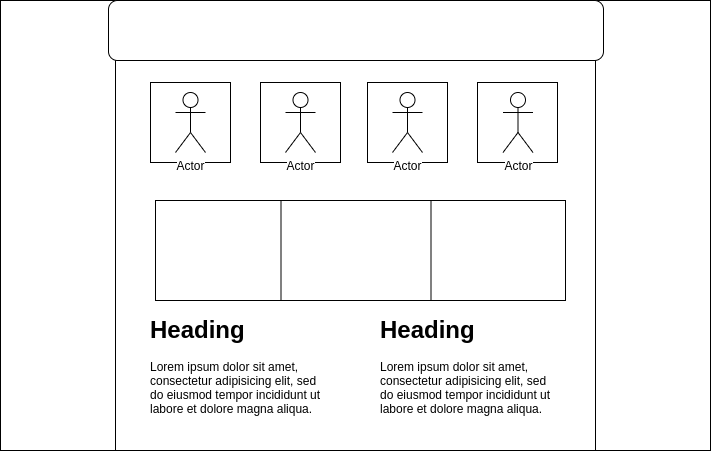 Actor
Actor
Actor
Actor
Heading
Lorem ipsum dolor sit amet,
consectetur adipisicing elit, sed
do eiusmod tempor incididunt ut
labore et dolore magna aliqua.
Heading
Lorem ipsum dolor sit amet,
consectetur adipisicing elit, sed
do eiusmod tempor incididunt ut
labore et dolore magna aliqua.